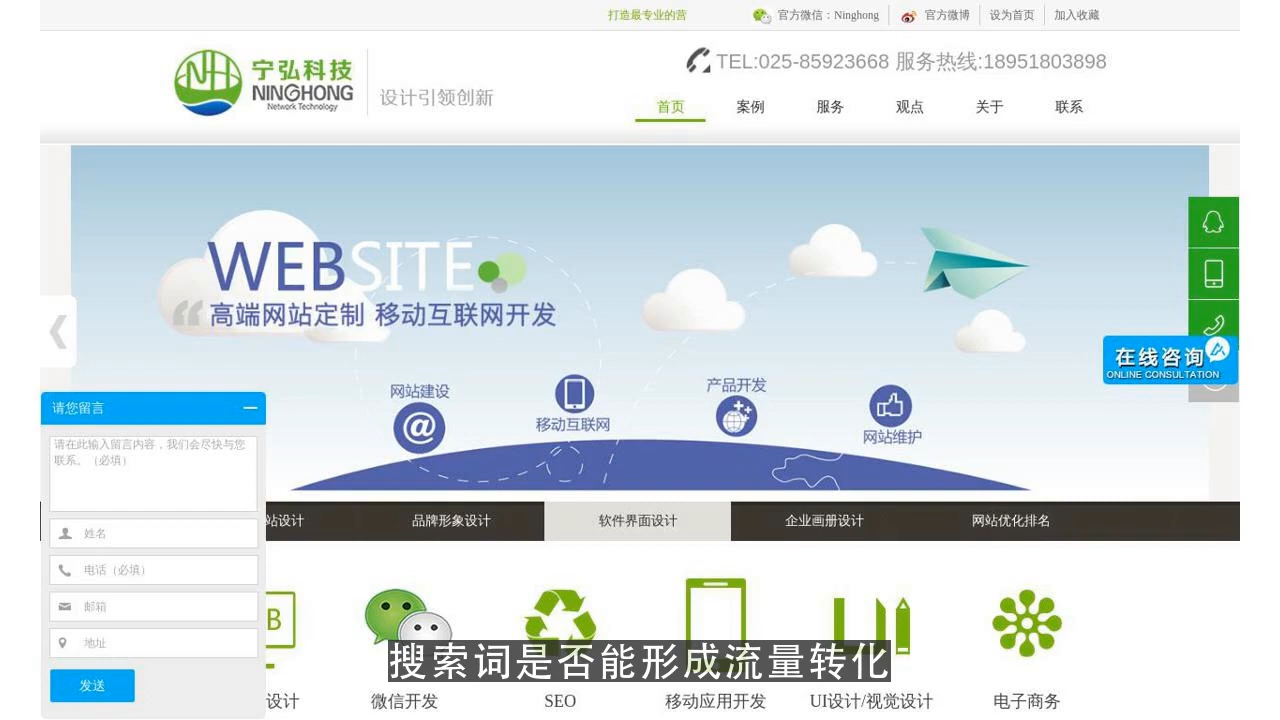 打造最专业的营
官方微信：Ninghong
官方微博
设为首页
加入收藏
宁弘科技
NINGHONG
Network Technology
设计引领创新
TEL:025-85923668 服务热线:18951803898
首页
案例
服务
观点
关于
联系
WEBSITE
高端网站定制 移动互联网开发
网站建设
移动互联网
产品开发
网站维护
在线咨询
ONLINE CONSULTATION
请您留言
请在此输入留言内容，我们会尽快与您
联系。（必填）
姓名
电话（必填）
邮箱
地址
发送
站设计
品牌形象设计
软件界面设计
企业画册设计
网站优化排名
B
搜索词是否能形成流量转化
设计
微信开发
SEO
移动应用开发
UI设计/视觉设计
电子商务